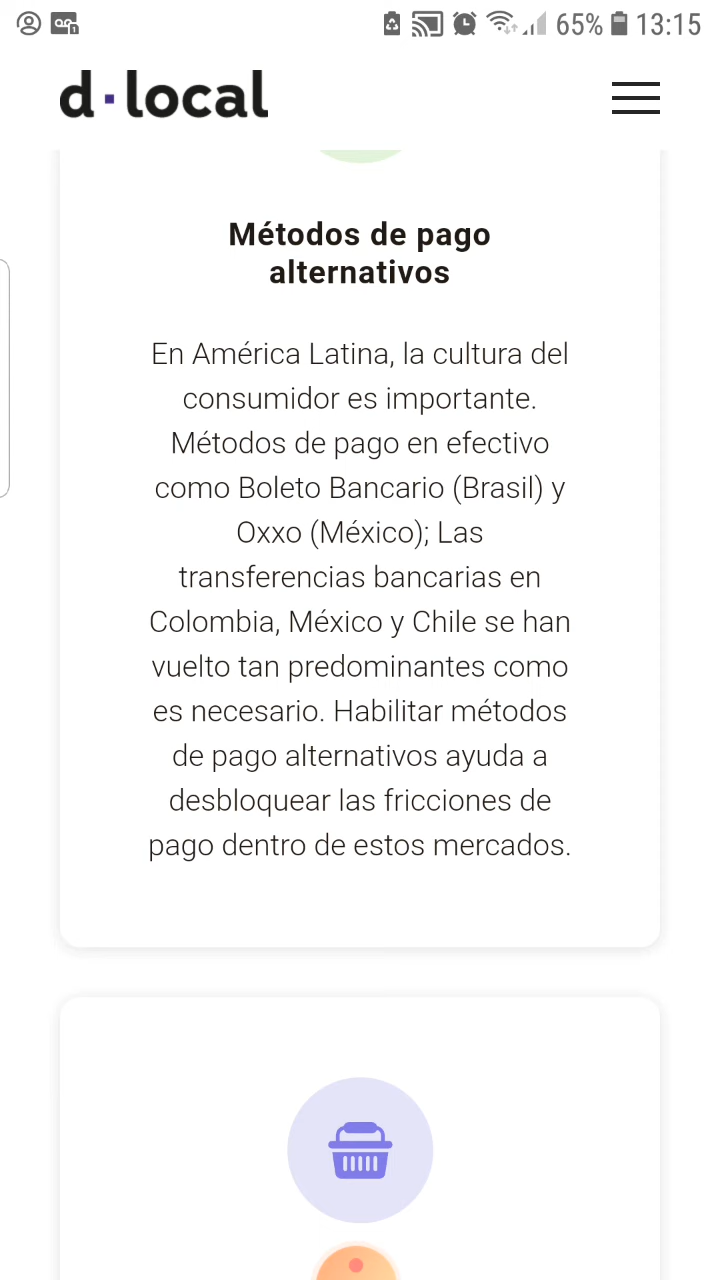 65% 13:15
d·local
Métodos de pago
alternativos
En América Latina, la cultura del
consumidor es importante.
Métodos de pago en efectivo
como Boleto Bancario (Brasil) y
Oxxo (México); Las
transferencias bancarias en
Colombia, México y Chile se han
vuelto tan predominantes como
es necesario. Habilitar métodos
de pago alternativos ayuda a
desbloquear las fricciones de
pago dentro de estos mercados.